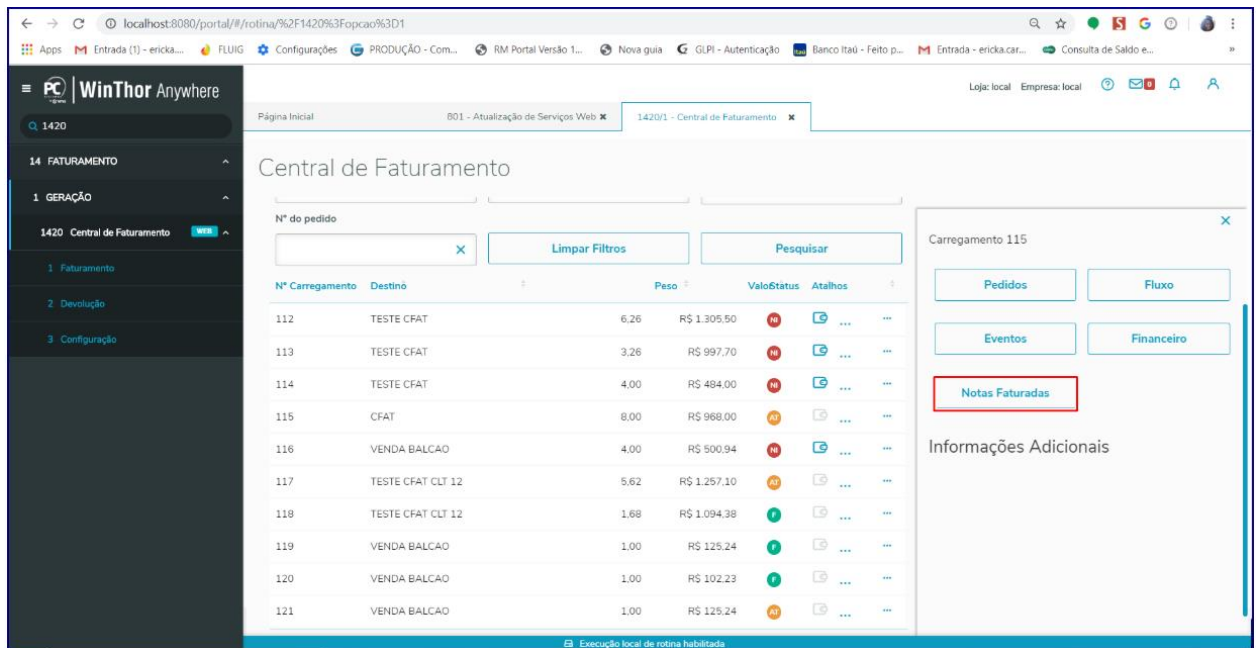 localhost:8080/portal/#/rotina/%2F1420%3Fopcao%3D1
Apps
Entrada (1) - ericka....
FLUIG
Configurações
PRODUÇÃO - Com...
RM Portal Versão 1...
Nova guia
GLPI - Autenticação
Banco Itaú - Feito p...
Entrada - ericka.car...
Consulta de Saldo e...
»
PC | WinThor Anywhere
Loja: local Empresa: local
0
1420
Página Inicial
801 - Atualização de Serviços Web ✖
1420/1 - Central de Faturamento ✖
14 FATURAMENTO
1 GERAÇÃO
1420 Central de Faturamento WEB
1 Faturamento
2 Devolução
3 Configuração
Central de Faturamento
Nº do pedido
Limpar Filtros
Pesquisar
Nº Carregamento Destino Peso Valor Status Atalhos
112 TESTE CFAT 6,26 R$ 1.305,50 NI ... ...
113 TESTE CFAT 3,26 R$ 997,70 NI ... ...
114 TESTE CFAT 4,00 R$ 484,00 NI ... ...
115 CFAT 8,00 R$ 968,00 AT ... ...
116 VENDA BALCAO 4,00 R$ 500,94 NI ... ...
117 TESTE CFAT CLT 12 5,62 R$ 1.257,10 AT ... ...
118 TESTE CFAT CLT 12 1,68 R$ 1.094,38 F ... ...
119 VENDA BALCAO 1,00 R$ 125,24 F ... ...
120 VENDA BALCAO 1,00 R$ 102,23 F ... ...
121 VENDA BALCAO 1,00 R$ 125,24 AT ... ...
Carregamento 115
Pedidos
Fluxo
Eventos
Financeiro
Notas Faturadas
Informações Adicionais
Execução local de rotina habilitada